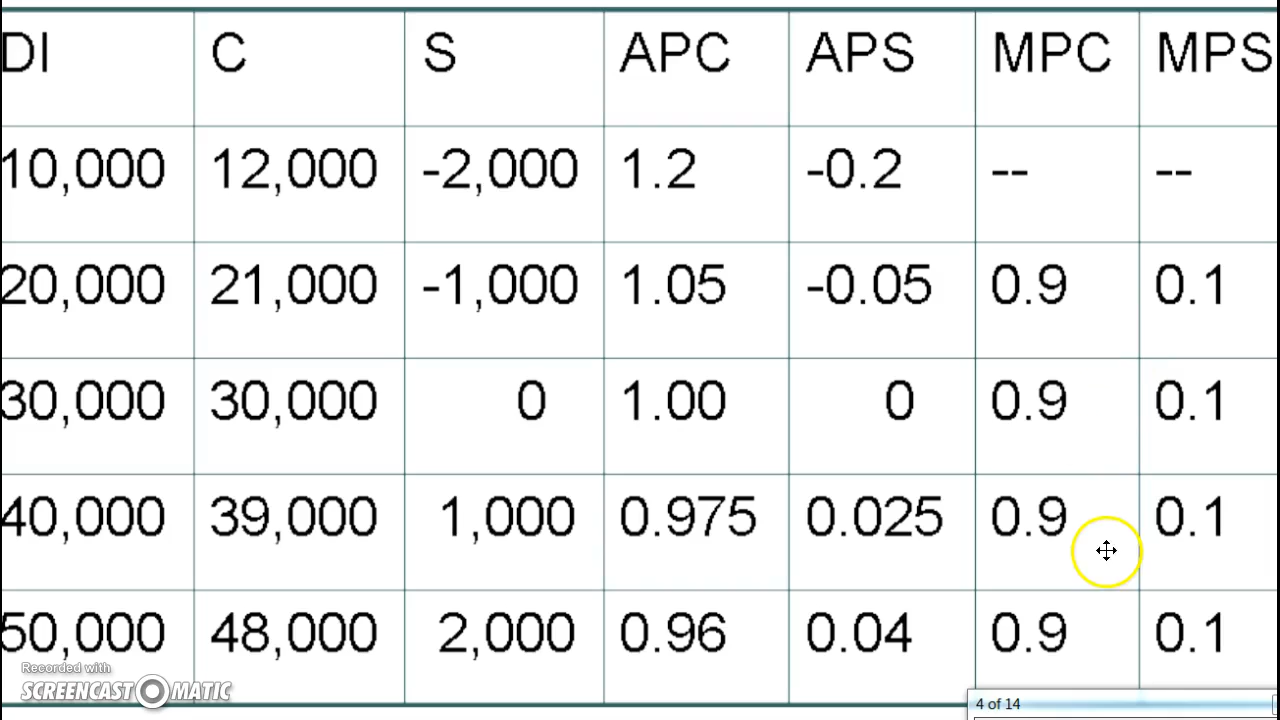 DI C S APC APS MPC MPS
10,000 12,000 -2,000 1.2 -0.2 -- --
20,000 21,000 -1,000 1.05 -0.05 0.9 0.1
30,000 30,000 0 1.00 0 0.9 0.1
40,000 39,000 1,000 0.975 0.025 0.9 0.1
50,000 48,000 2,000 0.96 0.04 0.9 0.1
Recorded with
SCREENCAST-O-MATIC
4 of 14